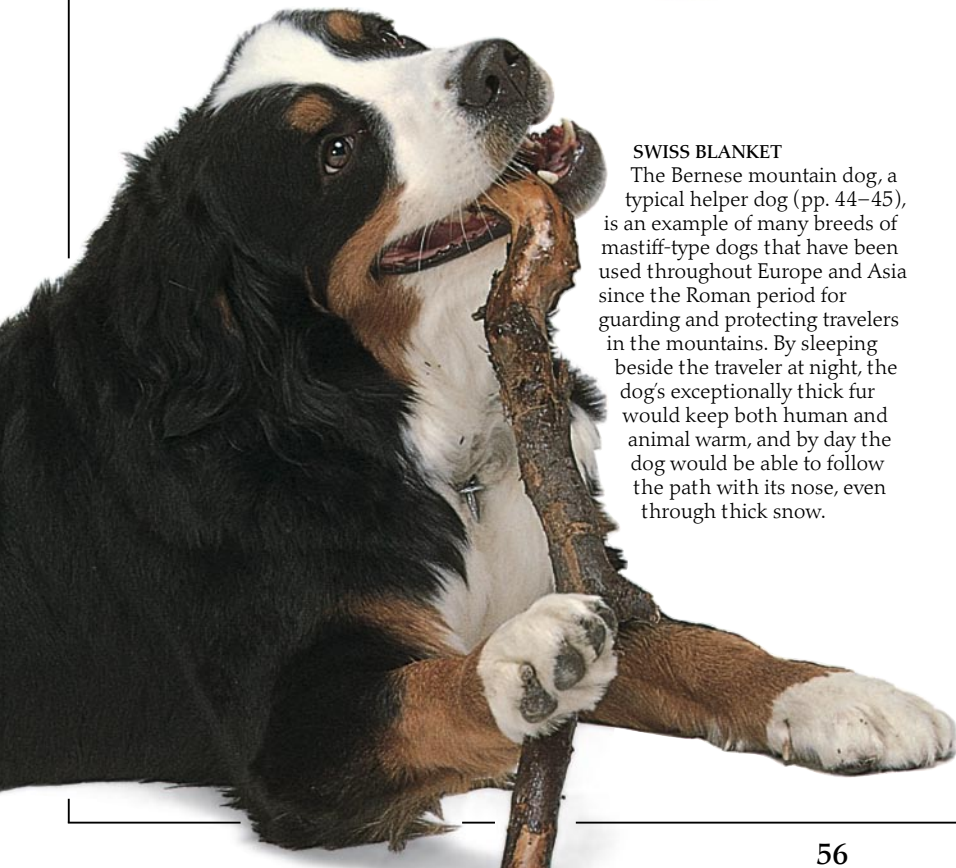 SWISS BLANKET
The Bernese mountain dog, a
typical helper dog (pp. 44–45),
is an example of many breeds of
mastiff-type dogs that have been
used throughout Europe and Asia
since the Roman period for
guarding and protecting travelers
in the mountains. By sleeping
beside the traveler at night, the
dog's exceptionally thick fur
would keep both human and
animal warm, and by day the
dog would be able to follow
the path with its nose, even
through thick snow.
56